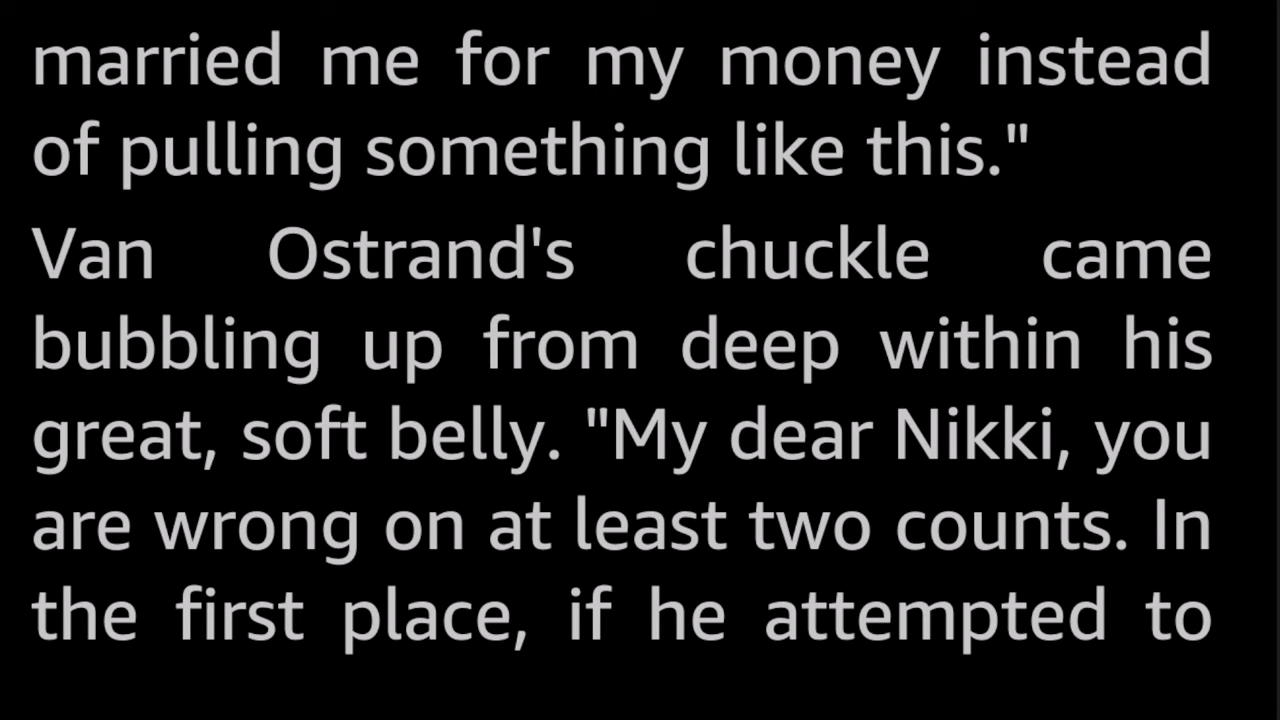 married me for my money instead
of pulling something like this."
Van Ostrand's chuckle came
bubbling up from deep within his
great, soft belly. "My dear Nikki, you
are wrong on at least two counts. In
the first place, if he attempted to